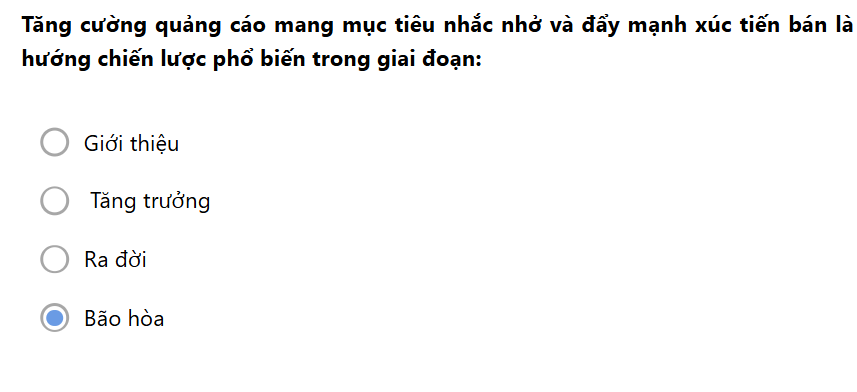 Tăng cường quảng cáo mang mục tiêu nhắc nhở và đẩy mạnh xúc tiến bán là
hướng chiến lược phổ biến trong giai đoạn:
Giới thiệu
Tăng trưởng
Ra đời
Bão hòa